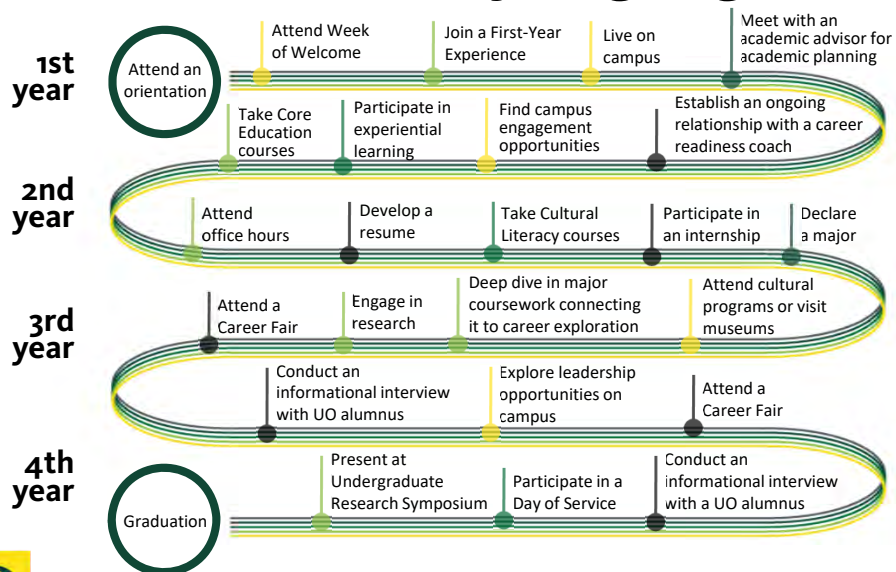 1st
year
Attend an
orientation
Attend Week
of Welcome
Join a First-Year
Experience
Live on
campus
Meet with an
academic advisor for
academic planning
Take Core
Education
courses
Participate in
experiential
learning
Find campus
engagement
opportunities
Establish an ongoing
relationship with a career
readiness coach
2nd
year
Attend
office hours
Develop a
resume
Take Cultural
Literacy courses
Participate in
an internship
Declare
a major
3rd
year
Attend a
Career Fair
Engage in
research
Deep dive in major
coursework connecting
it to career exploration
Attend cultural
programs or visit
museums
Conduct an
informational interview
with UO alumnus
Explore leadership
opportunities on
campus
Attend a
Career Fair
4th
year
Graduation
Present at
Undergraduate
Research Symposium
Participate in a
Day of Service
Conduct an
informational interview
with a UO alumnus